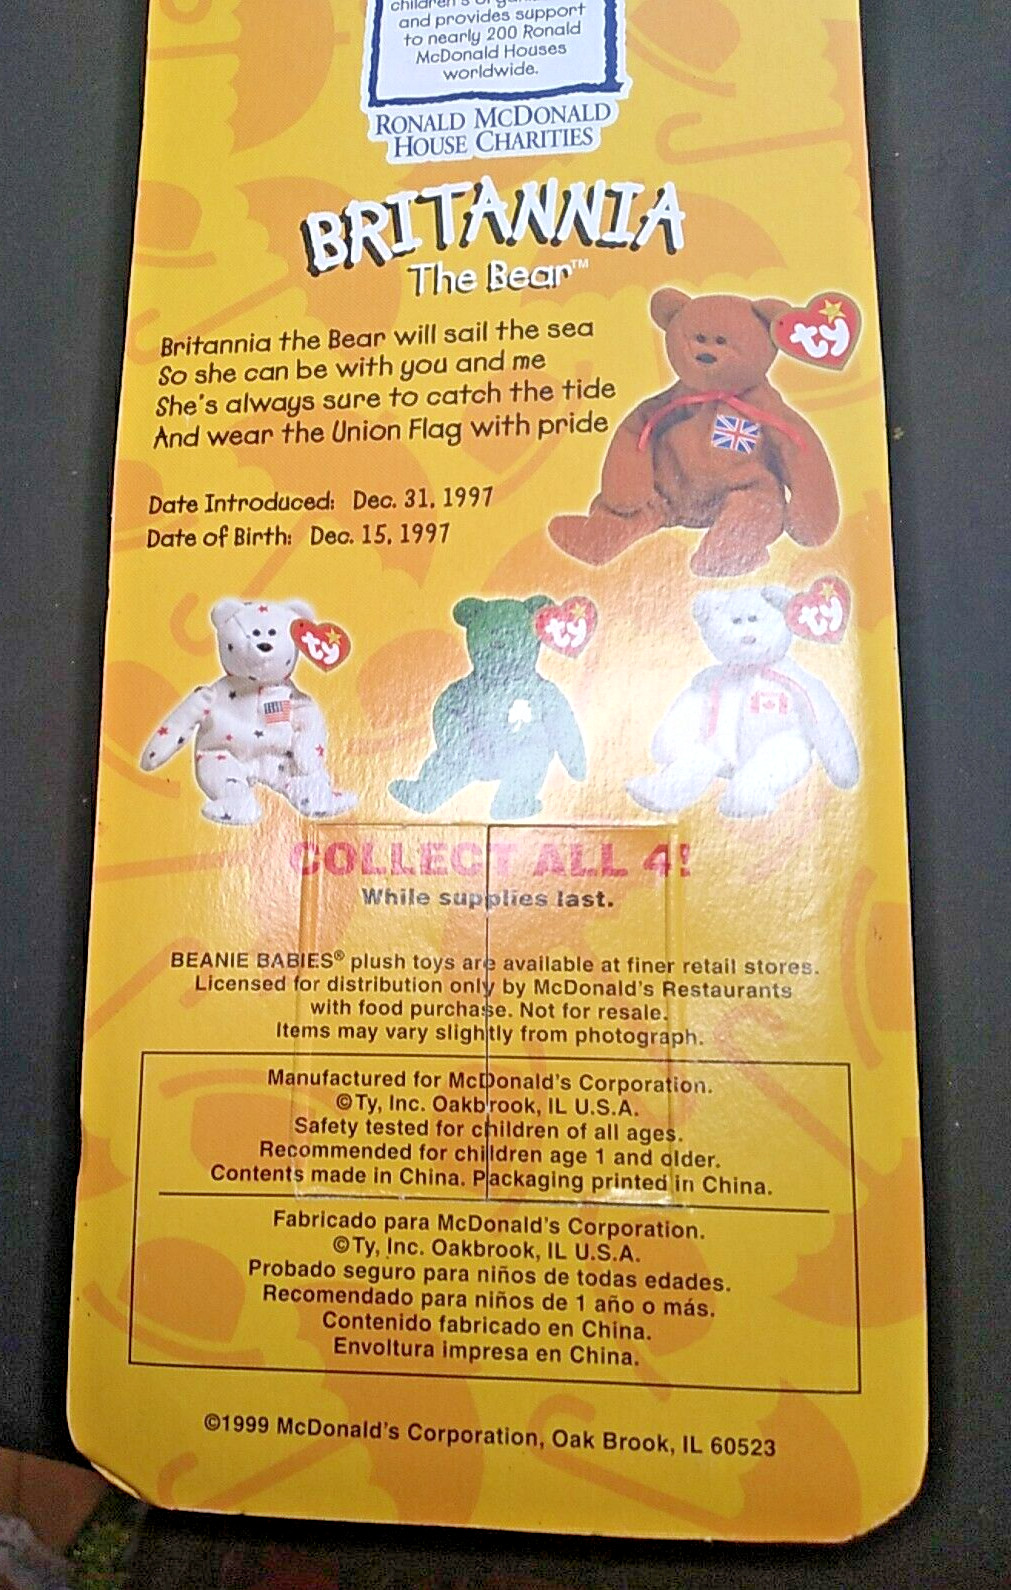 children's
and provides support
to nearly 200 Ronald
McDonald Houses
worldwide.
RONALD MCDONALD
HOUSE CHARITIES
BRITANNIA
The Bear™
Britannia the Bear will sail the sea
So she can be with you and me
She's always sure to catch the tide
And wear the Union Flag with pride
Date Introduced: Dec. 31, 1997
Date of Birth: Dec. 15, 1997
ty
ty
ty
ty
COLLECT ALL 4!
While supplies last.
BEANIE BABIES® plush toys are available at finer retail stores.
Licensed for distribution only by McDonald's Restaurants
with food purchase. Not for resale.
Items may vary slightly from photograph.
Manufactured for McDonald's Corporation.
©Ty, Inc. Oakbrook, IL U.S.A.
Safety tested for children of all ages.
Recommended for children age 1 and older.
Contents made in China. Packaging printed in China.
Fabricado para McDonald's Corporation.
©Ty, Inc. Oakbrook, IL U.S.A.
Probado seguro para niños de todas edades.
Recomendado para niños de 1 año o más.
Contenido fabricado en China.
Envoltura impresa en China.
©1999 McDonald's Corporation, Oak Brook, IL 60523